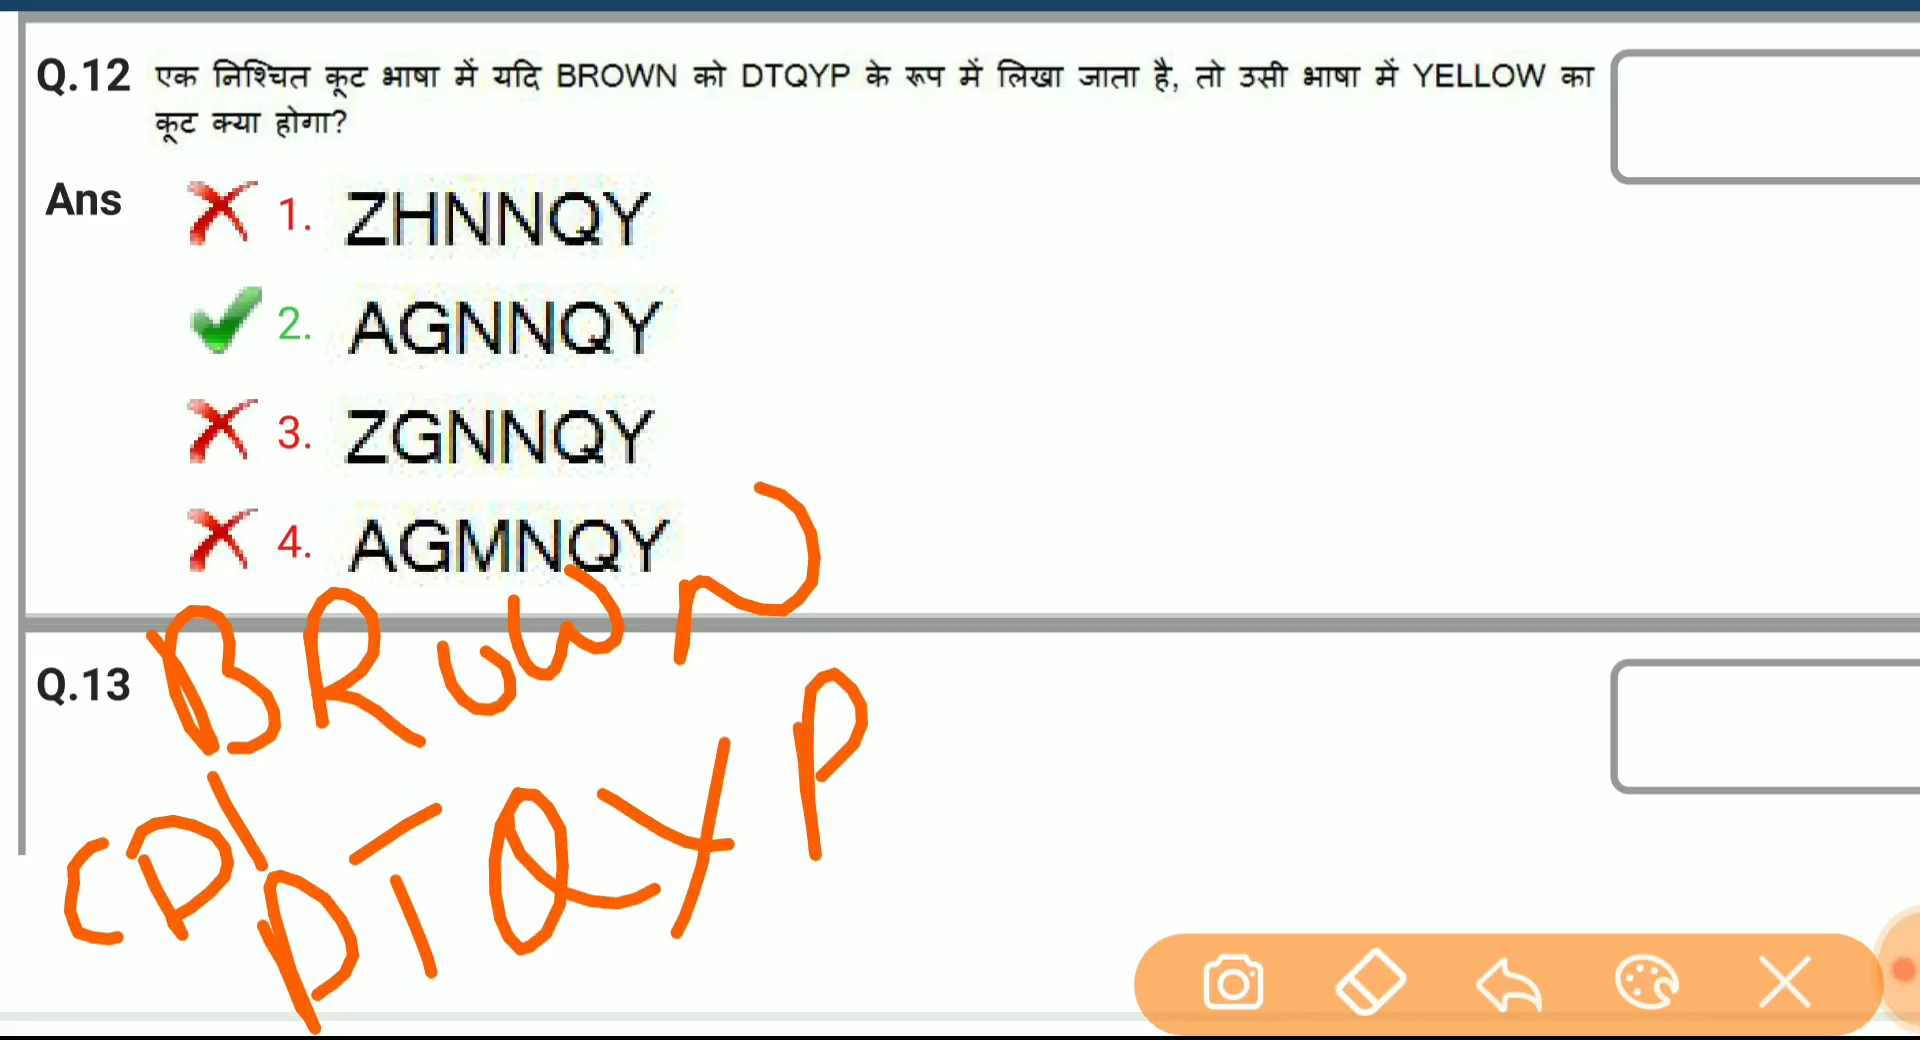 Q.12 एक निश्चित कूट भाषा में यदि BROWN को DTQYP के रूप में लिखा जाता है, तो उसी भाषा में YELLOW का
कूट क्या होगा?
Ans
1. ZHNNQY
2. AGNNQY
3. ZGNNQY
4. AGMNQY
BROWN
Q.13
CD
DTQYP